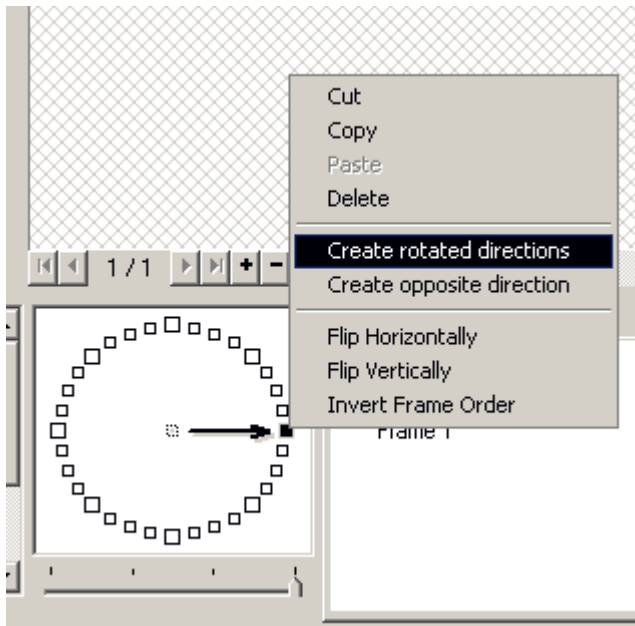 Cut
Copy
Paste
Delete
Create rotated directions
1 / 1
Create opposite direction
Flip Horizontally
Flip Vertically
Invert Frame Order
Frame 1